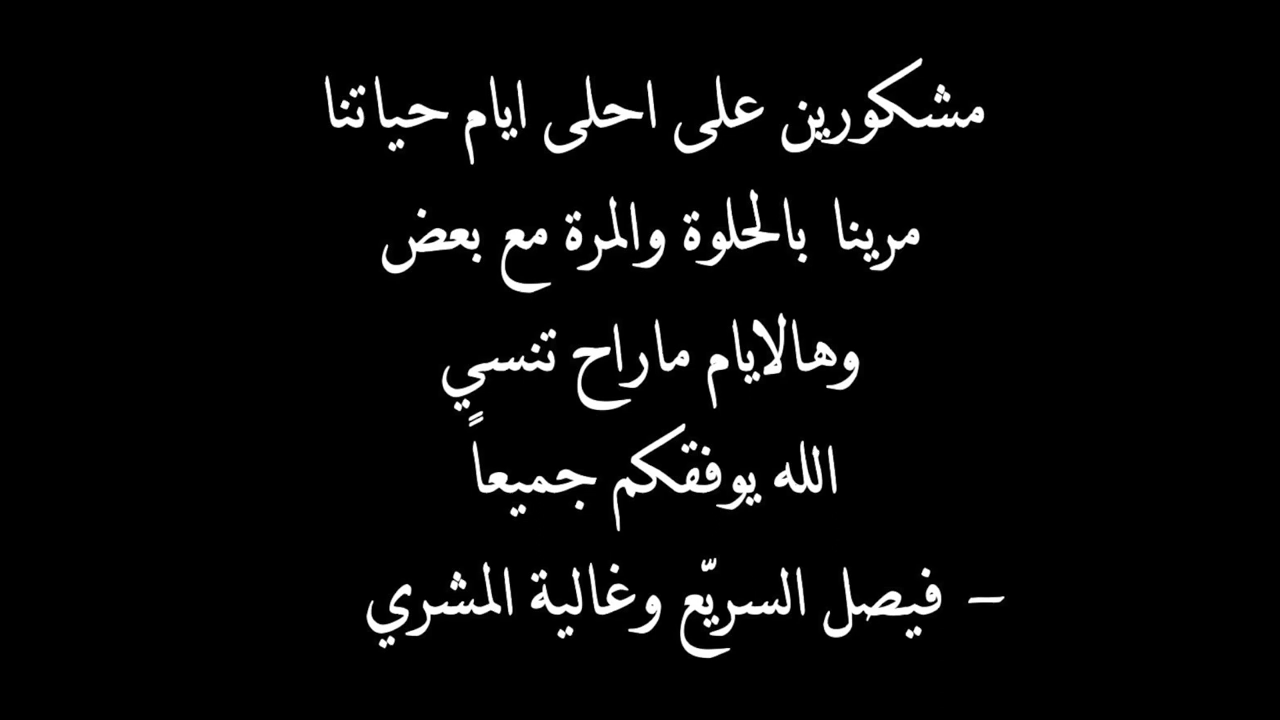 مشكورين على احلى ايام حياتنا
مرينا بالحلوة والمرة مع بعض
وهالايام ماراح تنسي
الله يوفقكم جميعاً
- فيصل السريّع وغالية المشري